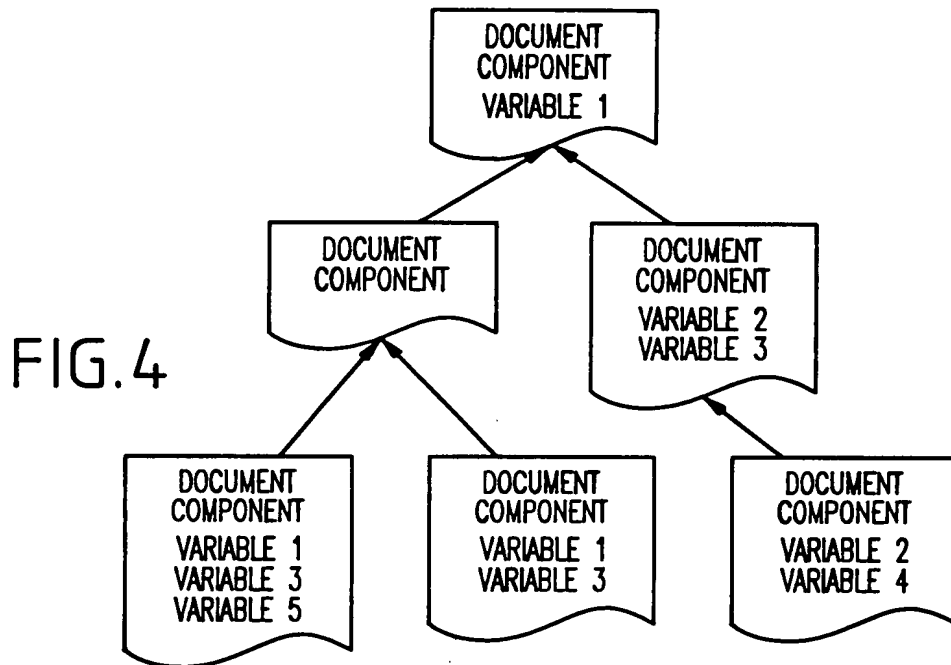 DOCUMENT
COMPONENT
VARIABLE 1
DOCUMENT
COMPONENT
DOCUMENT
COMPONENT
VARIABLE 2
VARIABLE 3
FIG.4
DOCUMENT
COMPONENT
VARIABLE 1
VARIABLE 3
VARIABLE 5
DOCUMENT
COMPONENT
VARIABLE 1
VARIABLE 3
DOCUMENT
COMPONENT
VARIABLE 2
VARIABLE 4